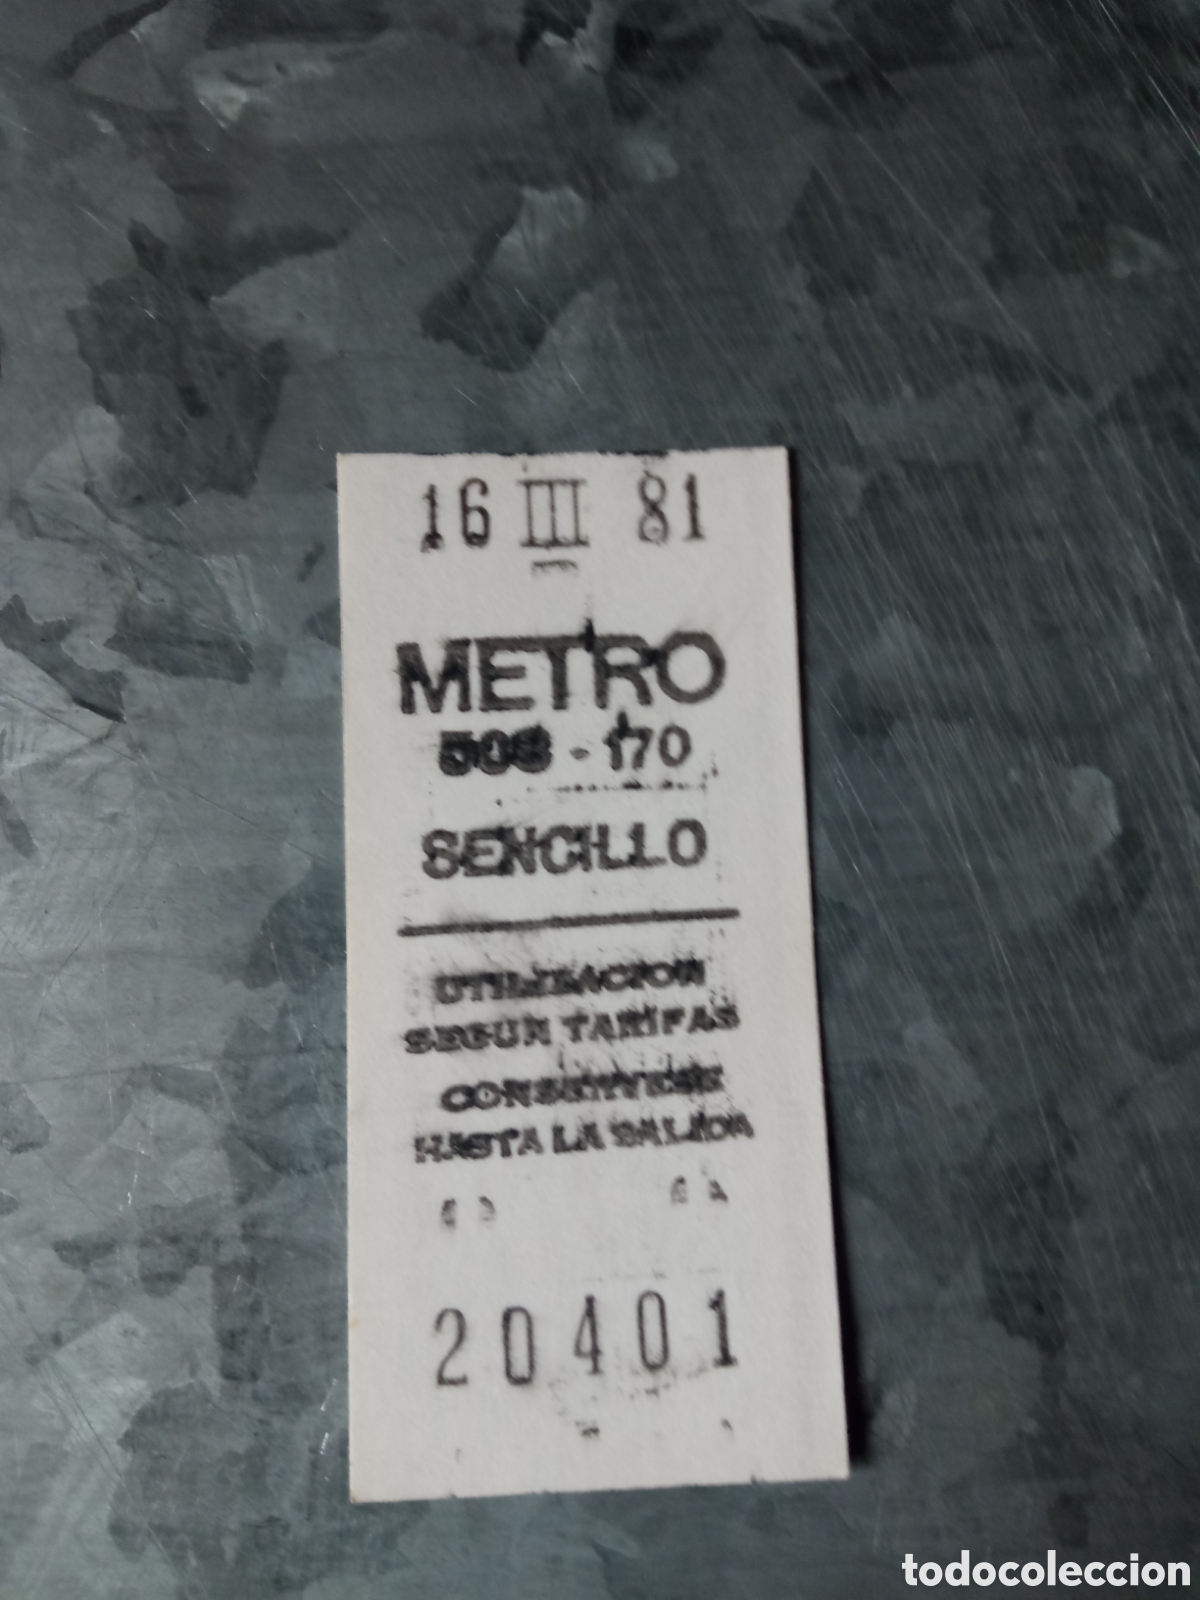 16 III 81
METRO
508 - 170
SENCILLO
UTILIZACION
SEGUN TARIFAS
CONSERVESE
HASTA LA SALIDA
20401
todocoleccion